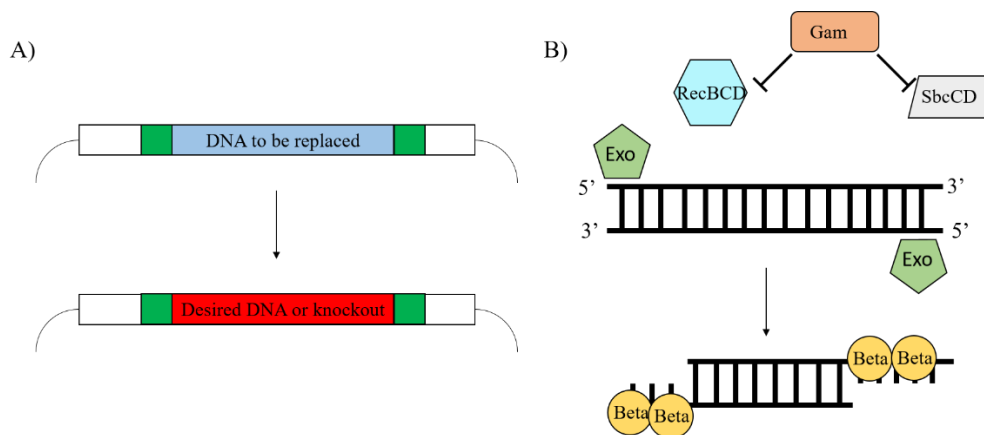 A)
DNA to be replaced
Desired DNA or knockout
B)
Gam
RecBCD
SbcCD
Exo
5’
3’
3’
5’
Exo
Beta
Beta
Beta
Beta